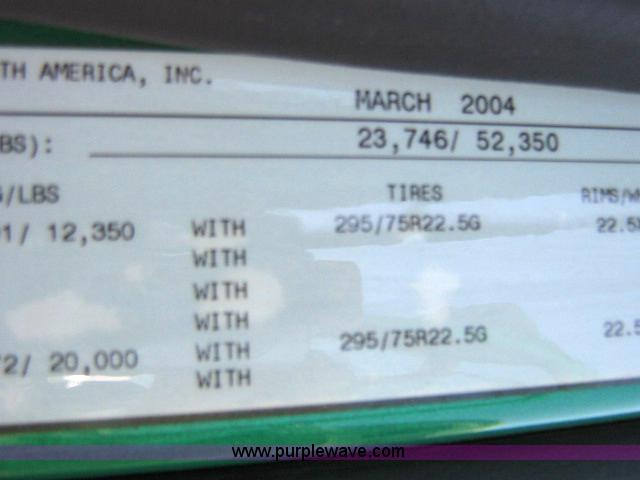 TH AMERICA, INC.
MARCH 2004
BS): 23,746/ 52,350
/LBS TIRES RIMS/W
1/ 12,350 WITH 295/75R22.5G 22.5
WITH
WITH
WITH
2/ 20,000 WITH 295/75R22.5G 22.5
WITH
www.purplewave.com